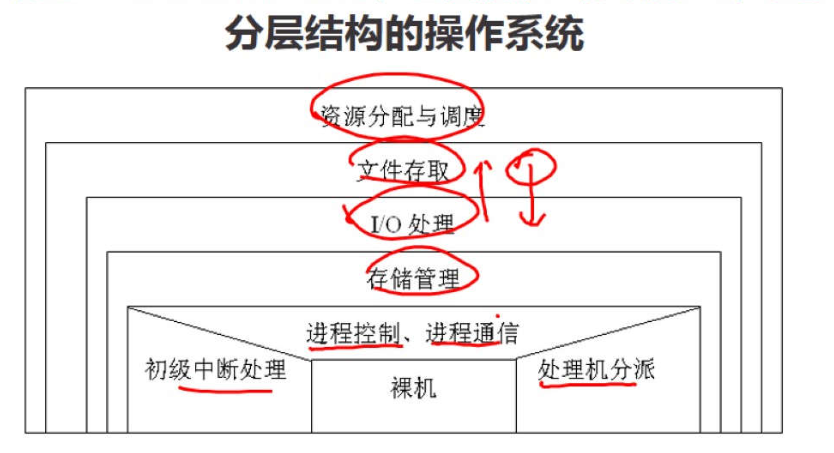 分层结构的操作系统
资源分配与调度
文件存取
I/O 处理
存储管理
进程控制、进程通信
初级中断处理
处理机分派
裸机